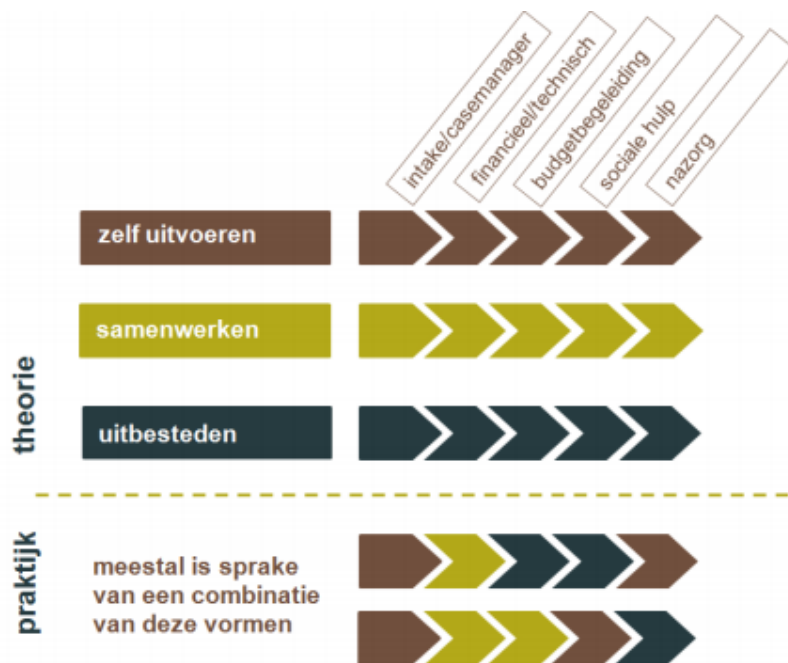 intake/casemanager
financieel/technisch
budgetbegeleiding
sociale hulp
nazorg
zelf uitvoeren
samenwerken
uitbesteden
theorie
praktijk
meestal is sprake
van een combinatie
van deze vormen